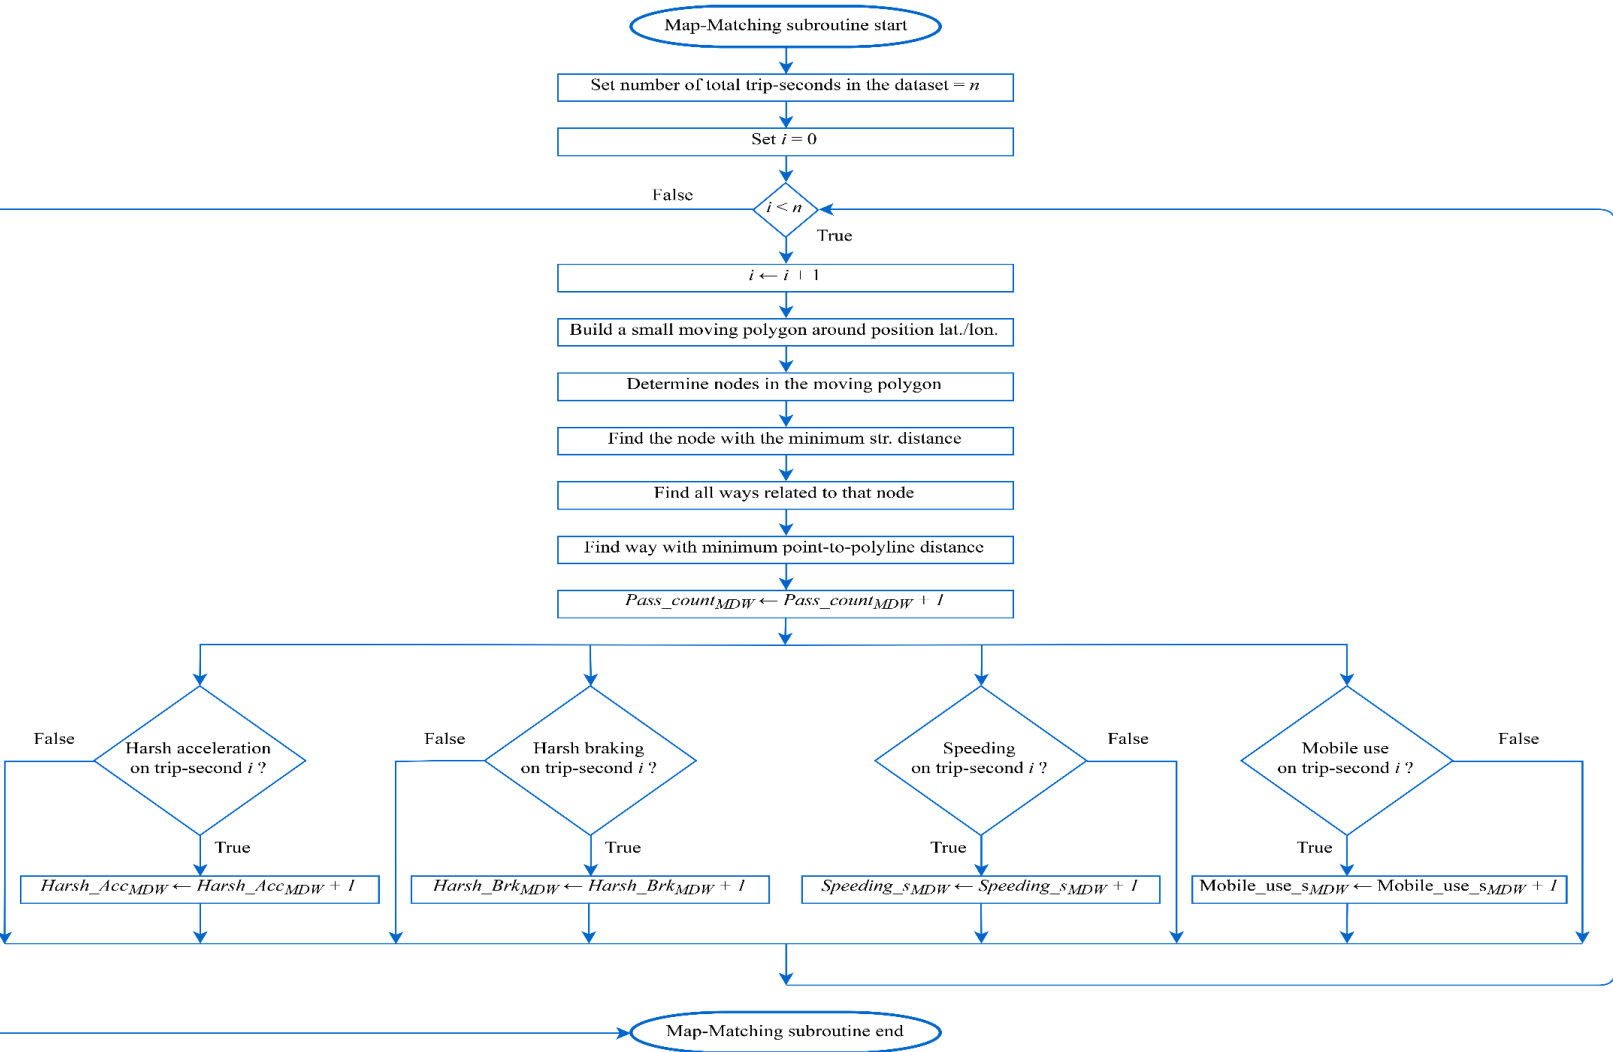 Map-Matching subroutine start
Set number of total trip-seconds in the dataset = n
Set i = 0
False
i < n
True
i ← i + 1
Build a small moving polygon around position lat./lon.
Determine nodes in the moving polygon
Find the node with the minimum str. distance
Find all ways related to that node
Find way with minimum point-to-polyline distance
Pass_count_MDW ← Pass_count_MDW + 1
False
Harsh acceleration
on trip-second i ?
True
Harsh_Acc_MDW ← Harsh_Acc_MDW + 1
False
Harsh braking
on trip-second i ?
True
Harsh_Brk_MDW ← Harsh_Brk_MDW + 1
Speeding
on trip-second i ?
False
True
Speeding_s_MDW ← Speeding_s_MDW + 1
Mobile use
on trip-second i ?
False
True
Mobile_use_s_MDW ← Mobile_use_s_MDW + 1
Map-Matching subroutine end